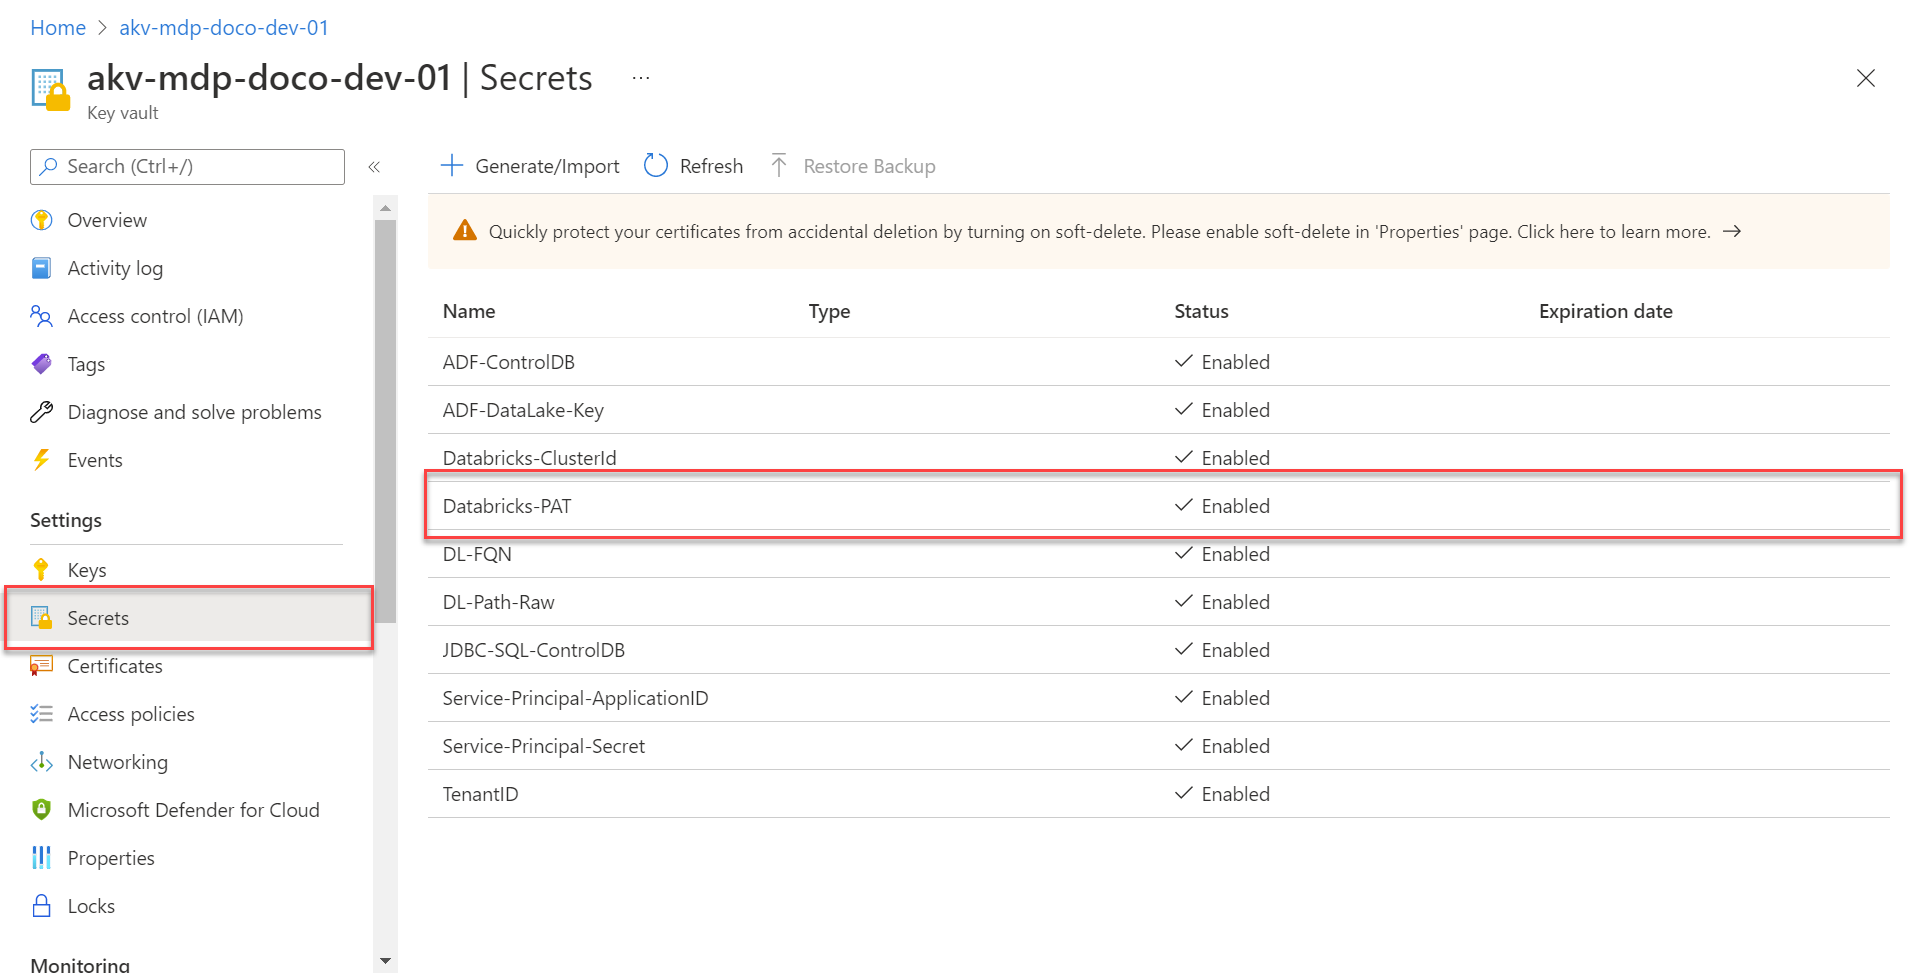 Home > akv-mdp-doco-dev-01
akv-mdp-doco-dev-01 | Secrets ...
Key vault
Search (Ctrl+/)
«
Overview
Activity log
Access control (IAM)
Tags
Diagnose and solve problems
Events
Settings
Keys
Secrets
Certificates
Access policies
Networking
Microsoft Defender for Cloud
Properties
Locks
Monitoring
Generate/Import Refresh Restore Backup
Quickly protect your certificates from accidental deletion by turning on soft-delete. Please enable soft-delete in 'Properties' page. Click here to learn more. →
Name Type Status Expiration date
ADF-ControlDB Enabled
ADF-DataLake-Key Enabled
Databricks-ClusterId Enabled
Databricks-PAT Enabled
DL-FQN Enabled
DL-Path-Raw Enabled
JDBC-SQL-ControlDB Enabled
Service-Principal-ApplicationID Enabled
Service-Principal-Secret Enabled
TenantID Enabled